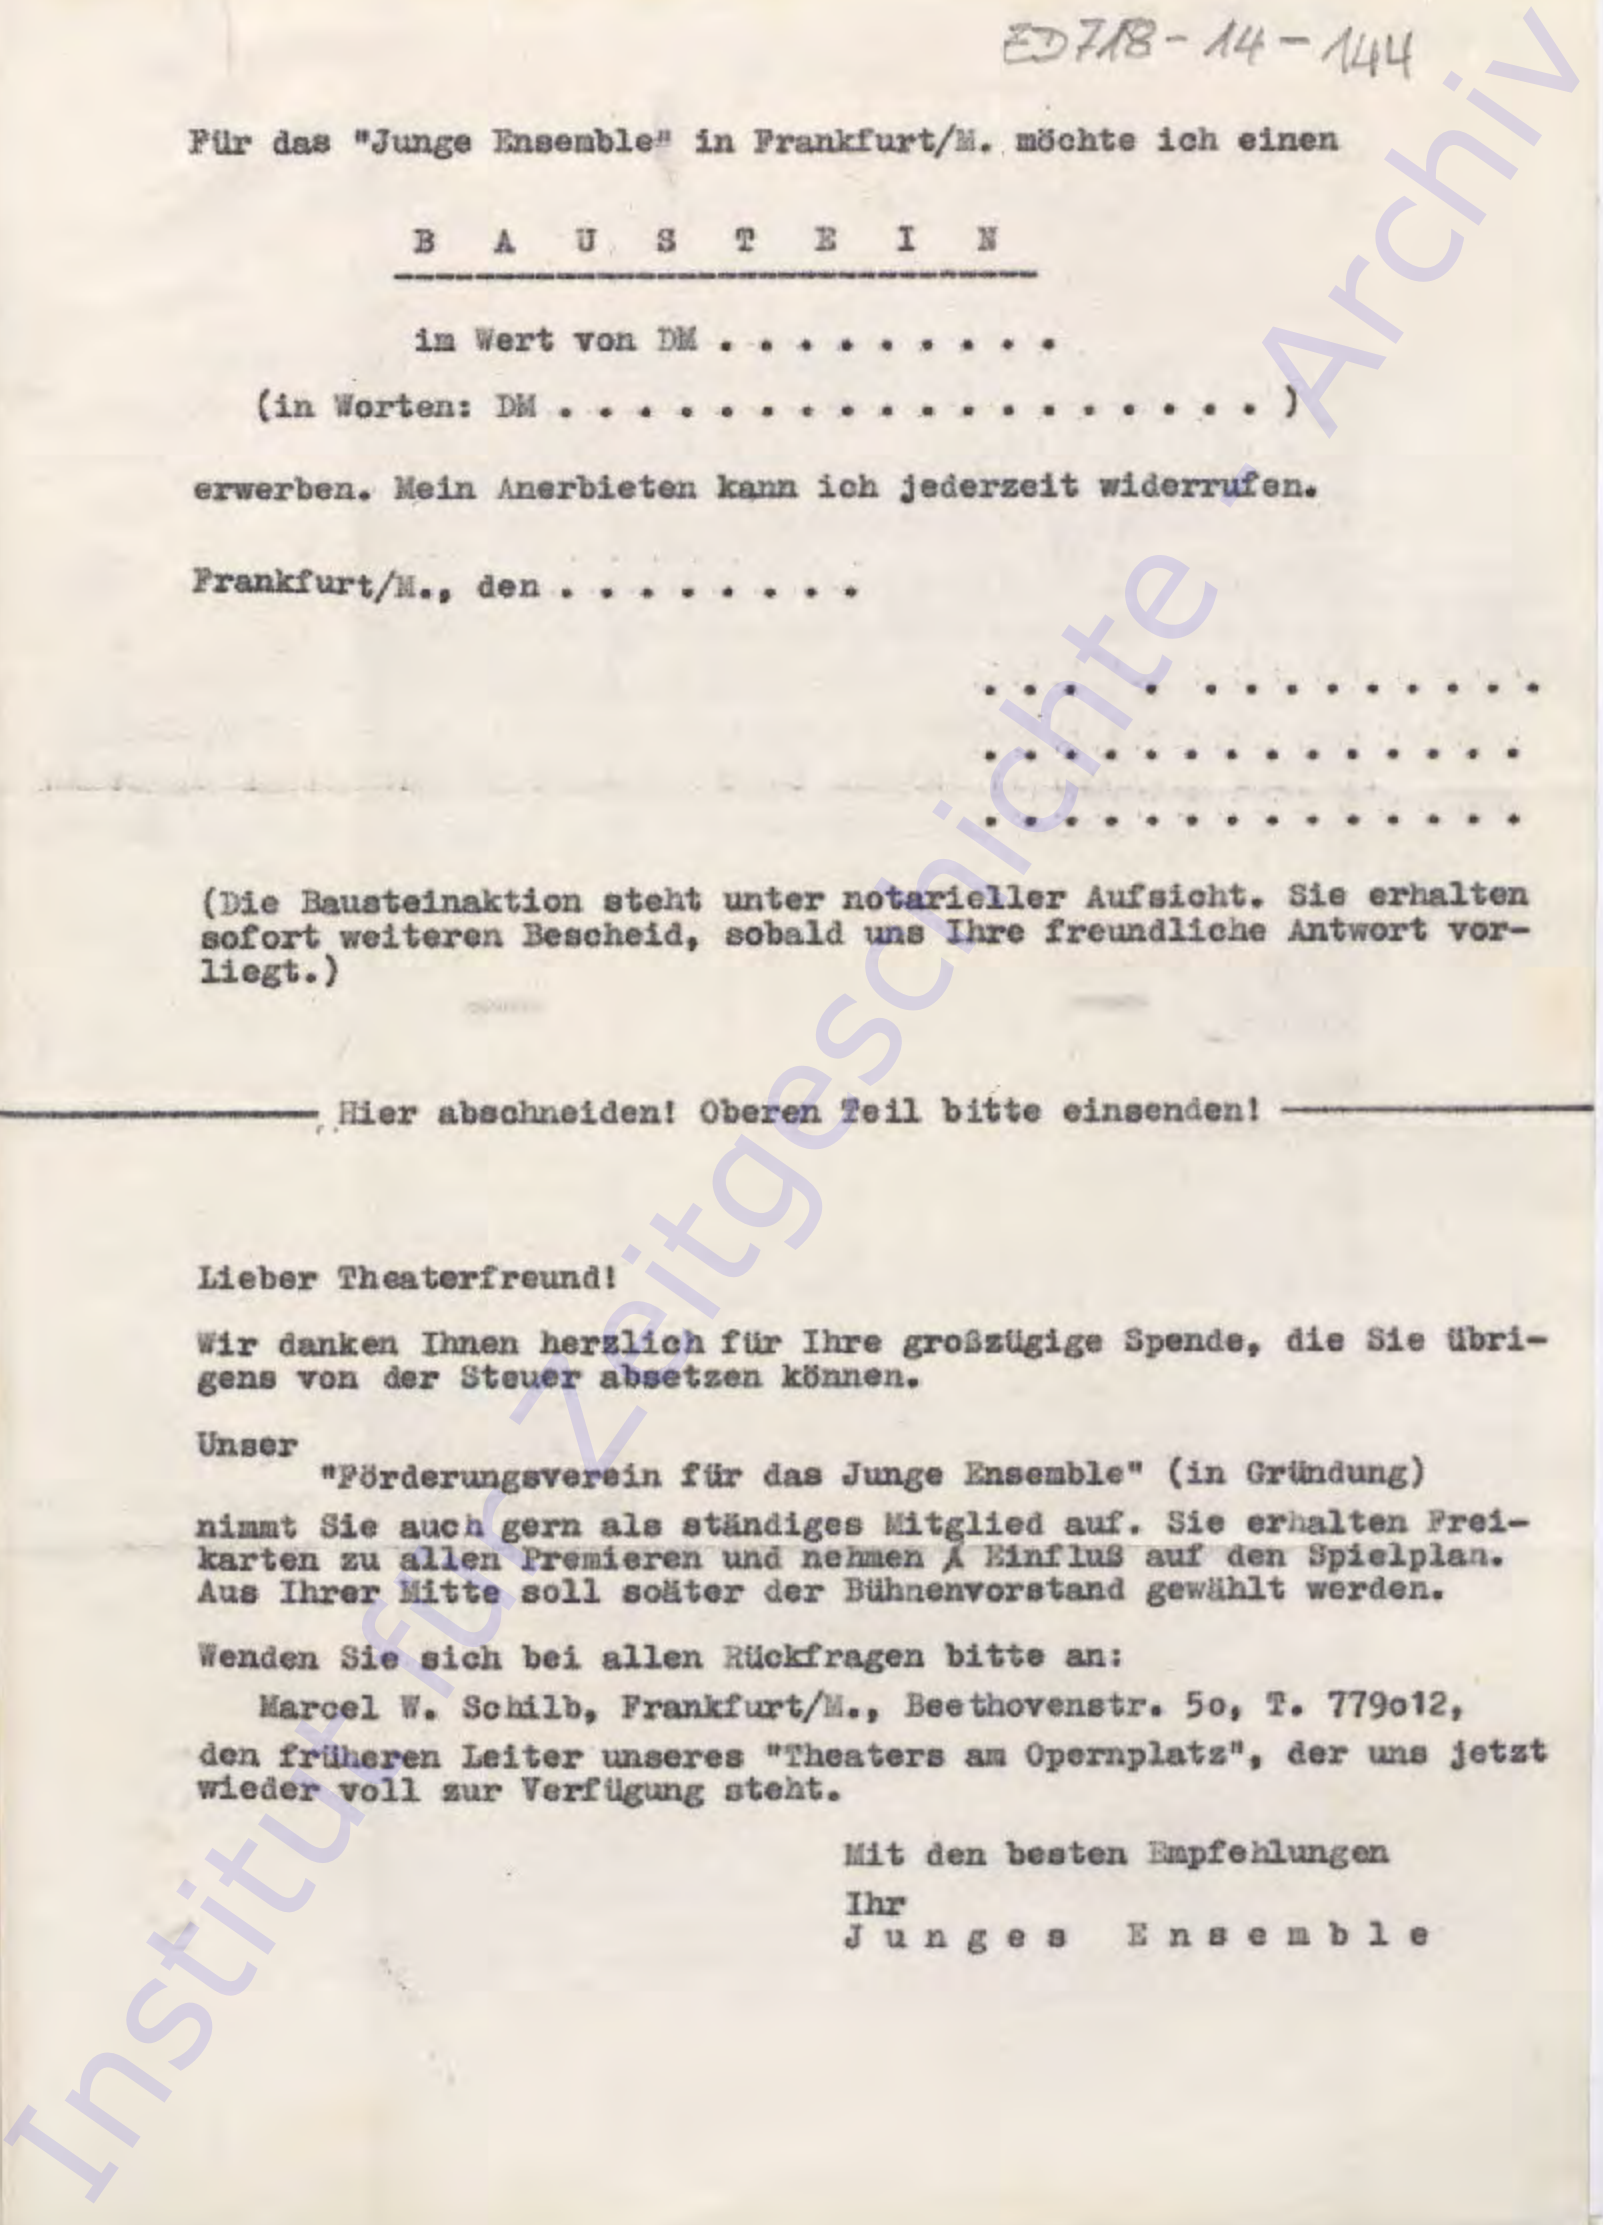 ED718-14-144
Für das "Junge Ensemble" in Frankfurt/M. möchte ich einen
B A U S T E I N
im Wert von DM . . . . . . . . .
(in Worten: DM . . . . . . . . . . . . . . . . . . )
erwerben. Mein Anerbieten kann ich jederzeit widerrufen.
Frankfurt/M., den . . . . . . . .
. . . . . . . . . . . . .
. . . . . . . . . . . . . .
. . . . . . . . . . . . . .
(Die Bausteinaktion steht unter notarieller Aufsicht. Sie erhalten
sofort weiteren Bescheid, sobald uns Ihre freundliche Antwort vor-
liegt.)
Hier abschneiden! Oberen Teil bitte einsenden!
Lieber Theaterfreund!
Wir danken Ihnen herzlich für Ihre großzügige Spende, die Sie übri-
gens von der Steuer absetzen können.
Unser
"Förderungsverein für das Junge Ensemble" (in Gründung)
nimmt Sie auch gern als ständiges Mitglied auf. Sie erhalten Frei-
karten zu allen Premieren und nehmen Einfluß auf den Spielplan.
Aus Ihrer Mitte soll soäter der Bühnenvorstand gewählt werden.
Wenden Sie sich bei allen Rückfragen bitte an:
Marcel W. Schilb, Frankfurt/M., Beethovenstr. 5o, T. 779o12,
den früheren Leiter unseres "Theaters am Opernplatz", der uns jetzt
wieder voll zur Verfügung steht.
Mit den besten Empfehlungen
Ihr
J u n g e s E n s e m b l e
Institut für Zeitgeschichte - Archiv